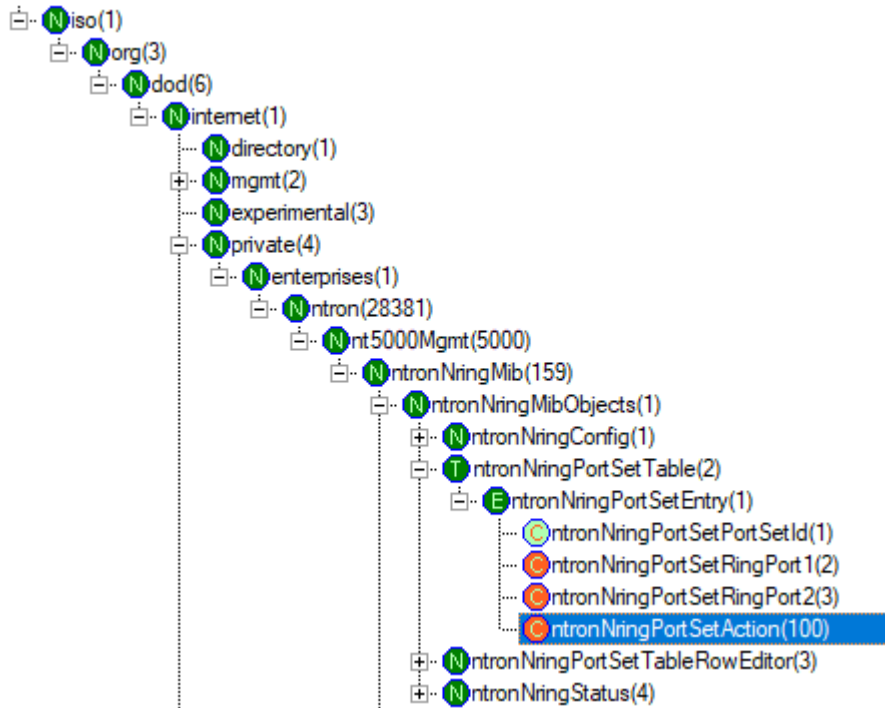 N iso(1)
N org(3)
N dod(6)
N internet(1)
N directory(1)
N mgmt(2)
N experimental(3)
N private(4)
N enterprises(1)
N ntron(28381)
N nt5000Mgmt(5000)
N ntronNringMib(159)
N ntronNringMibObjects(1)
N ntronNringConfig(1)
T ntronNringPortSetTable(2)
E ntronNringPortSetEntry(1)
C ntronNringPortSetPortSetId(1)
C ntronNringPortSetRingPort1(2)
C ntronNringPortSetRingPort2(3)
C ntronNringPortSetAction(100)
N ntronNringPortSetTableRowEditor(3)
N ntronNringStatus(4)